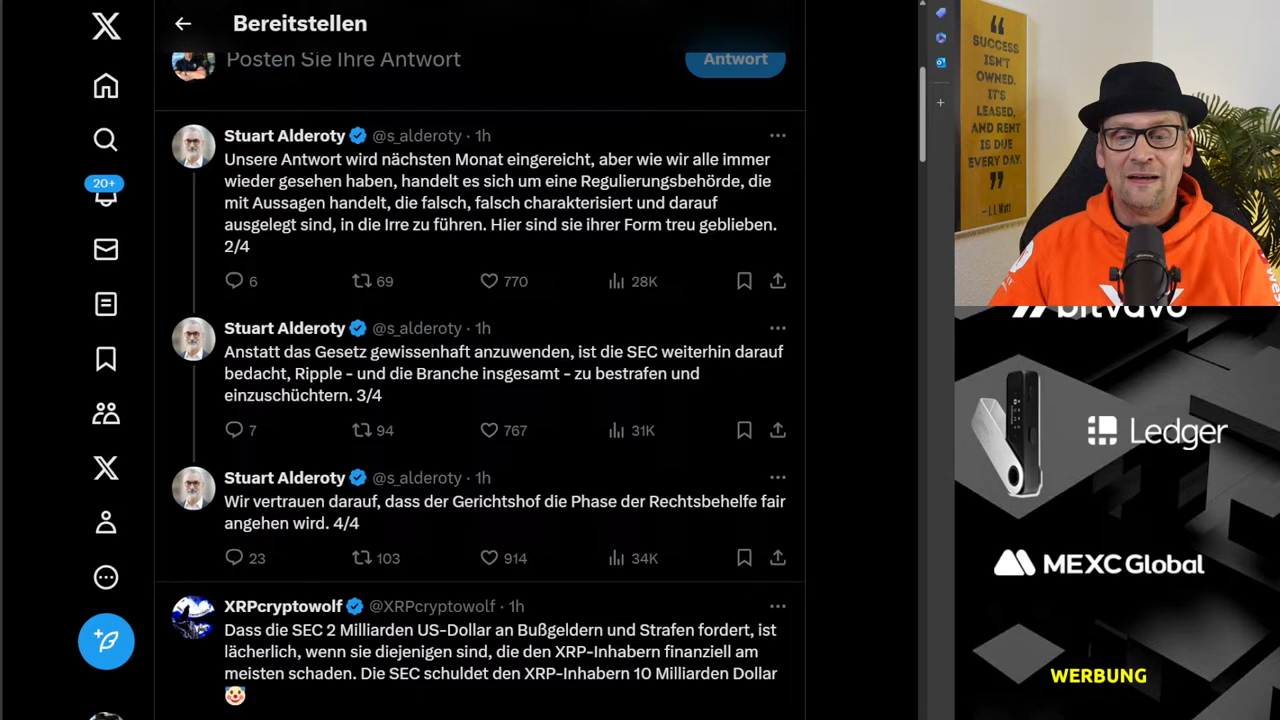 Bereitstellen
Posten Sie Ihre Antwort
Antwort
20+
Stuart Alderoty @s_alderoty · 1h
Unsere Antwort wird nächsten Monat eingereicht, aber wie wir alle immer
wieder gesehen haben, handelt es sich um eine Regulierungsbehörde, die
mit Aussagen handelt, die falsch, falsch charakterisiert und darauf
ausgelegt sind, in die Irre zu führen. Hier sind sie ihrer Form treu geblieben.
2/4
6 69 770 28K
Stuart Alderoty @s_alderoty · 1h
Anstatt das Gesetz gewissenhaft anzuwenden, ist die SEC weiterhin darauf
bedacht, Ripple – und die Branche insgesamt – zu bestrafen und
einzuschüchtern. 3/4
7 94 767 31K
Stuart Alderoty @s_alderoty · 1h
Wir vertrauen darauf, dass der Gerichtshof die Phase der Rechtsbehelfe fair
angehen wird. 4/4
23 103 914 34K
XRPcryptowolf @XRPcryptowolf · 1h
Dass die SEC 2 Milliarden US-Dollar an Bußgeldern und Strafen fordert, ist
lächerlich, wenn sie diejenigen sind, die den XRP-Inhabern finanziell am
meisten schaden. Die SEC schuldet den XRP-Inhabern 10 Milliarden Dollar
🤡
“
SUCCESS
ISN'T
OWNED.
IT'S
LEASED,
AND RENT
IS DUE
EVERY DAY.
”
– J.J. Watt
bitvavo
Ledger
MEXC Global
WERBUNG